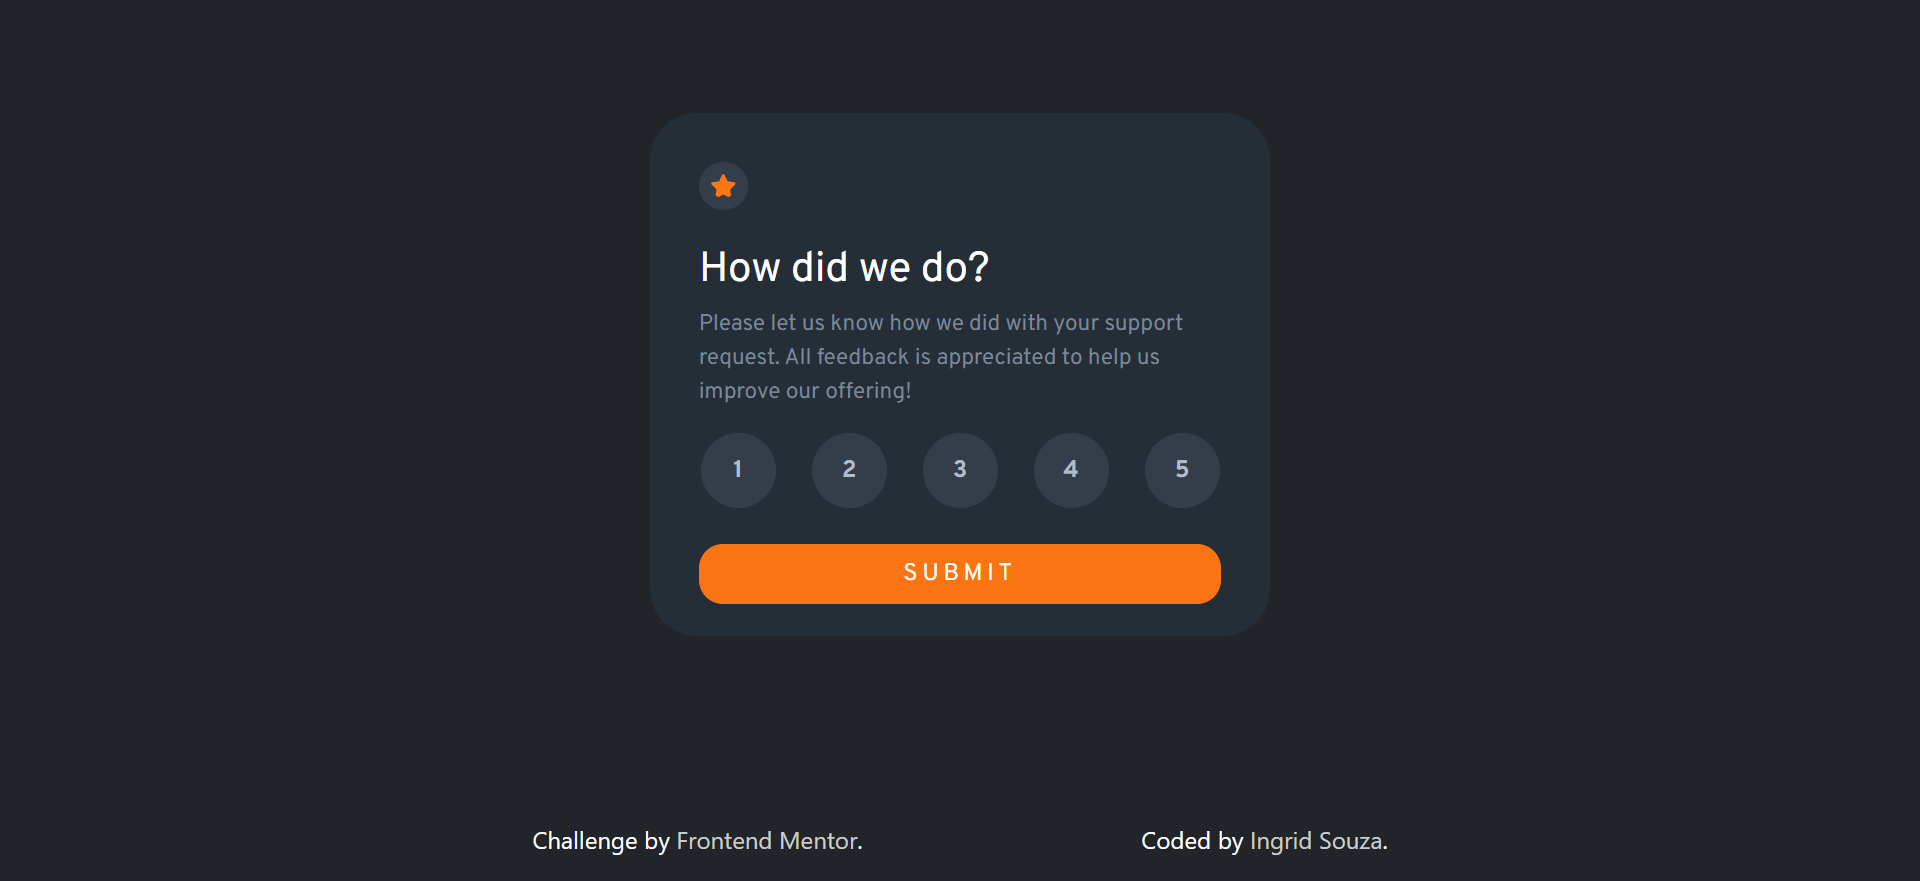 How did we do?
Please let us know how we did with your support
request. All feedback is appreciated to help us
improve our offering!
1 2 3 4 5
SUBMIT
Challenge by Frontend Mentor. Coded by Ingrid Souza.